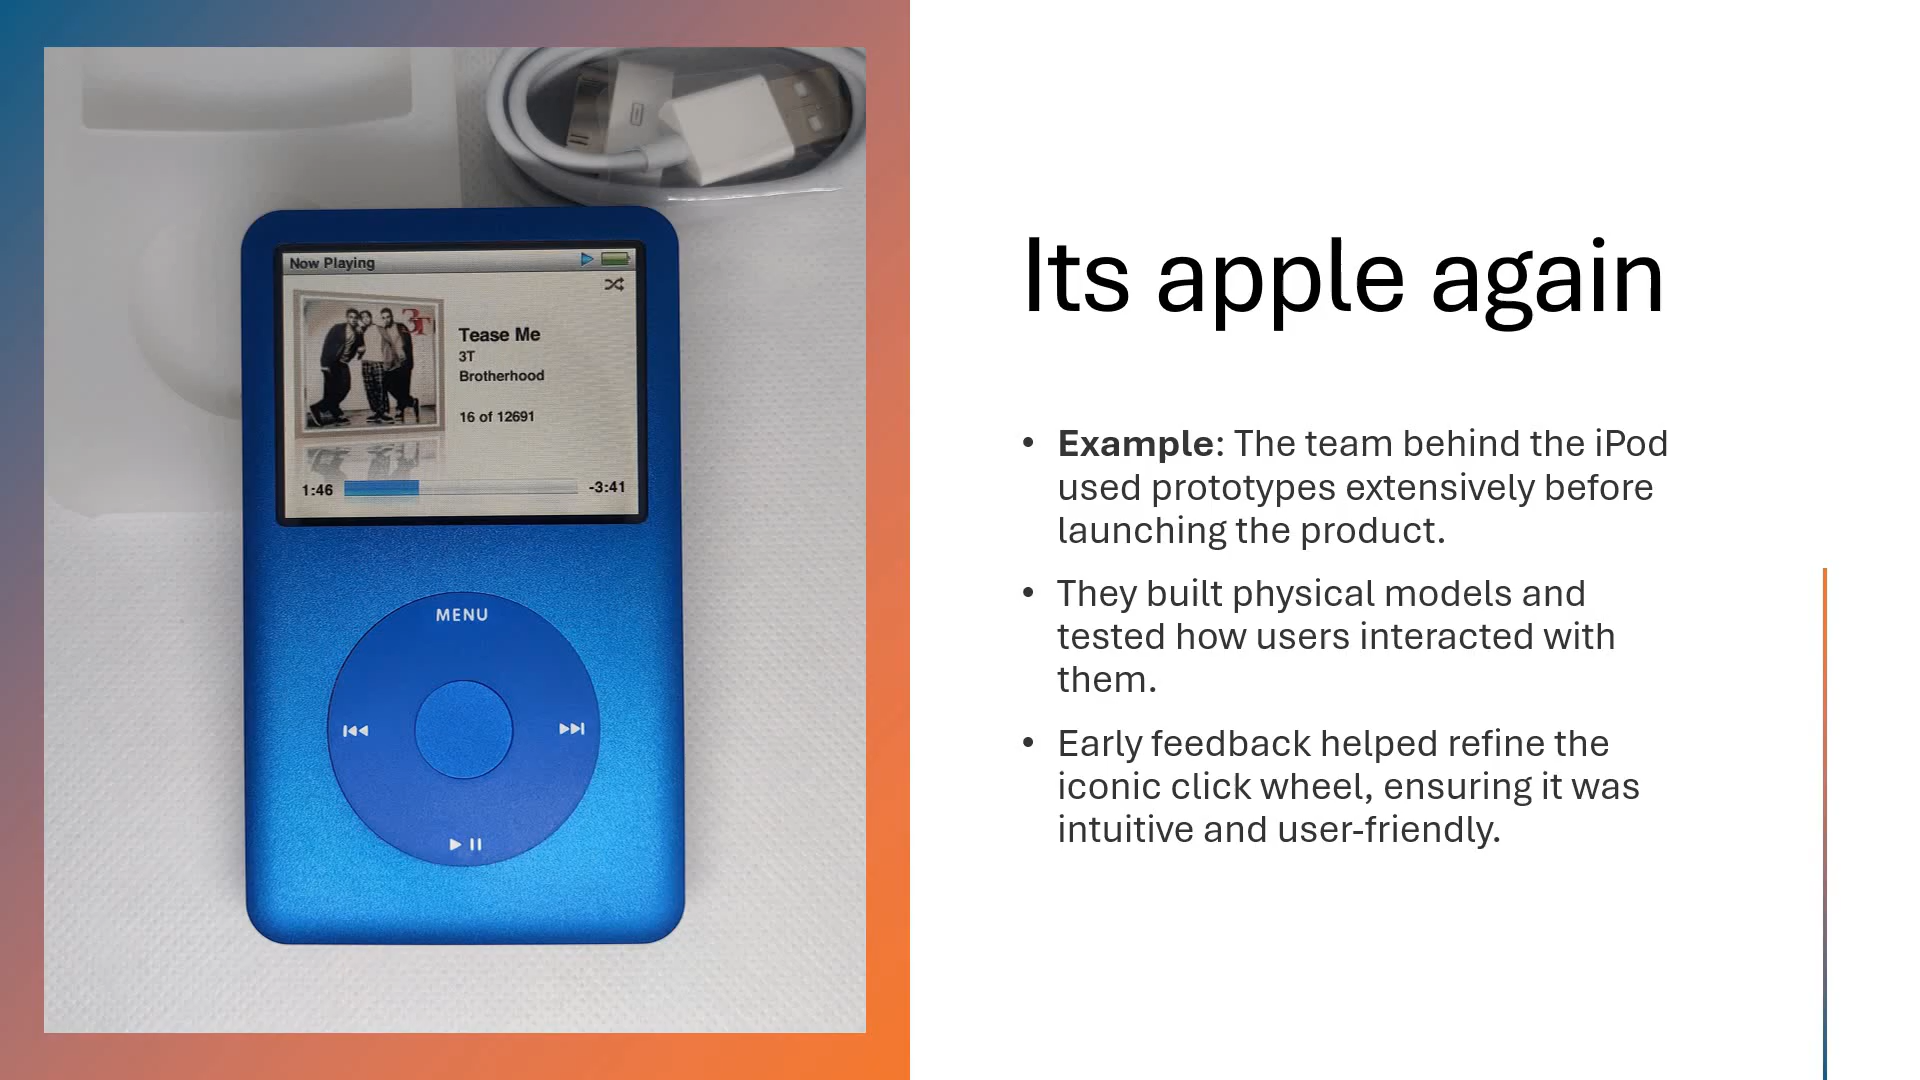 Now Playing
3T
Tease Me
3T
Brotherhood
16 of 12691
1:46
-3:41
MENU
Its apple again
• Example: The team behind the iPod
used prototypes extensively before
launching the product.
• They built physical models and
tested how users interacted with
them.
• Early feedback helped refine the
iconic click wheel, ensuring it was
intuitive and user-friendly.